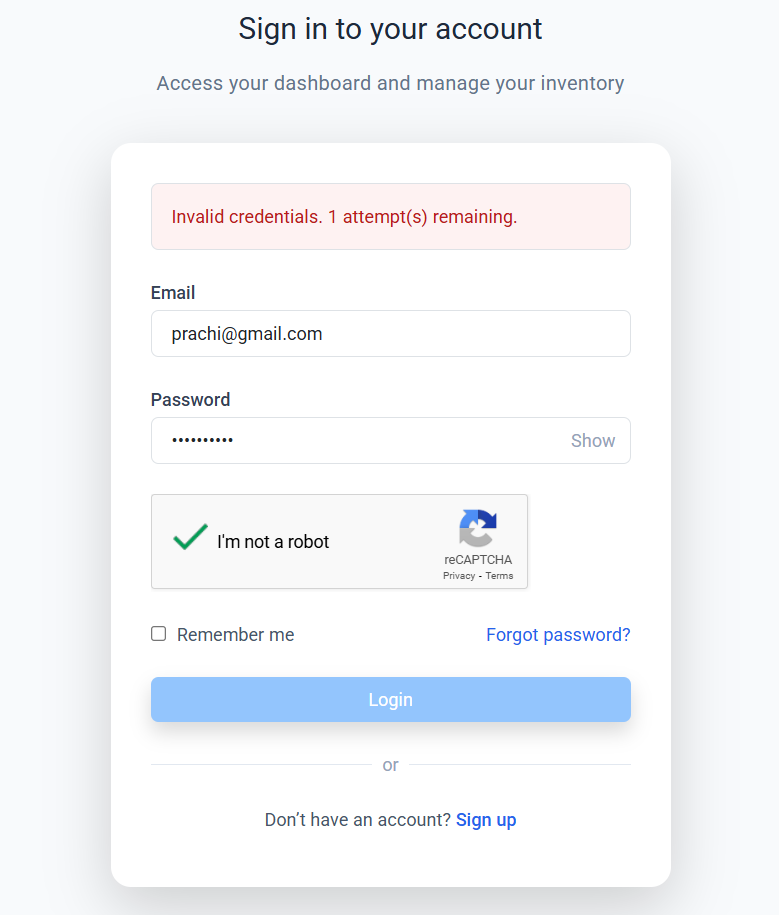 Sign in to your account
Access your dashboard and manage your inventory
Invalid credentials. 1 attempt(s) remaining.
Email
prachi@gmail.com
Password
•••••••••• Show
I'm not a robot
reCAPTCHA
Privacy - Terms
Remember me Forgot password?
Login
or
Don’t have an account? Sign up